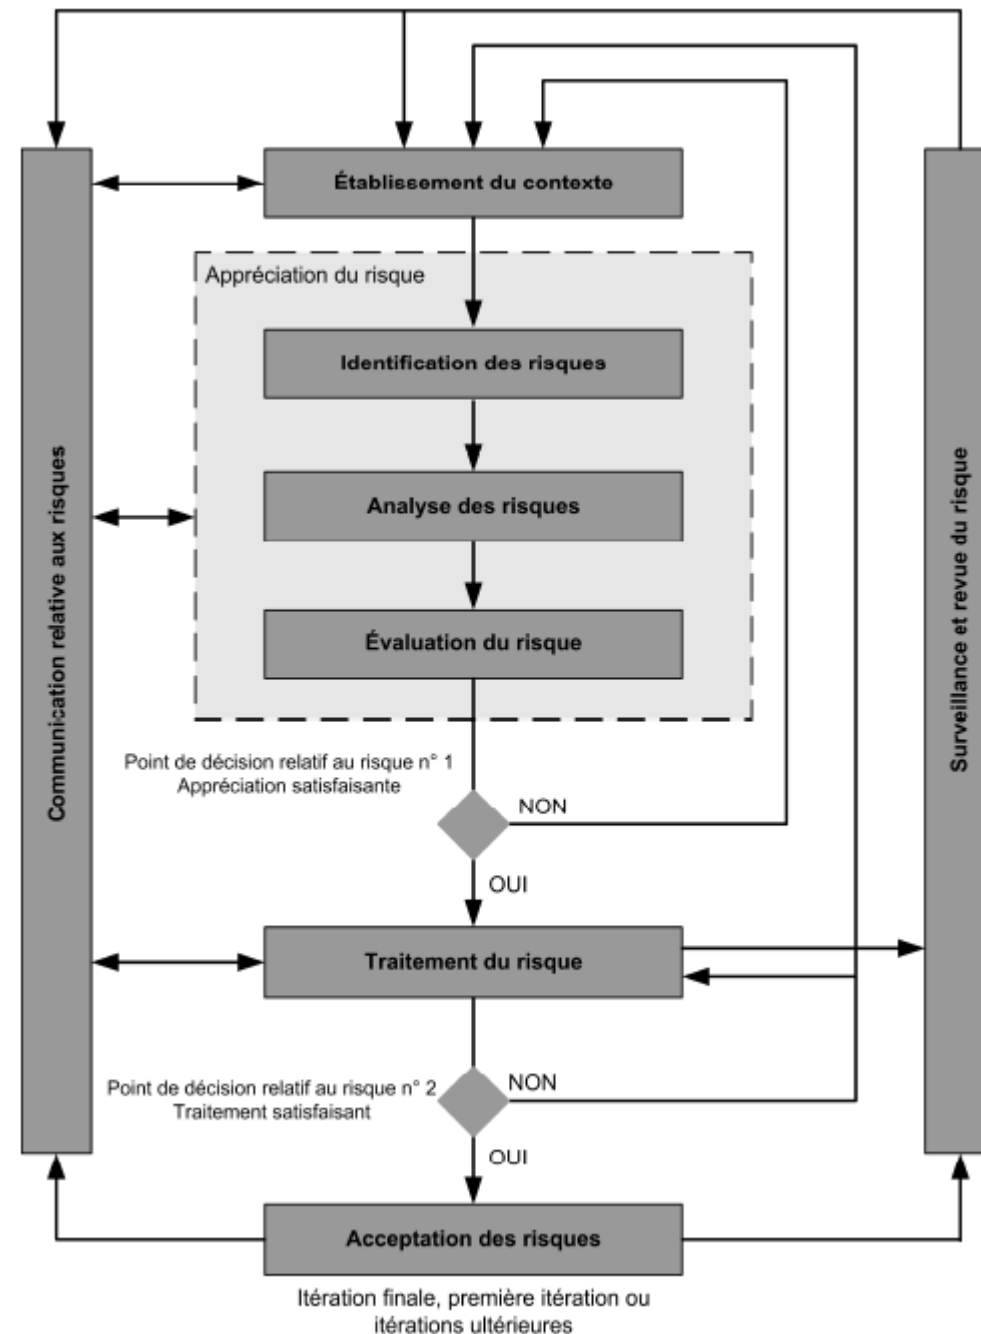 Établissement du contexte
Appréciation du risque
Identification des risques
Analyse des risques
Évaluation du risque
Communication relative aux risques
Surveillance et revue du risque
Point de décision relatif au risque n° 1
Appréciation satisfaisante
NON
OUI
Traitement du risque
Point de décision relatif au risque n° 2
Traitement satisfaisant
NON
OUI
Acceptation des risques
Itération finale, première itération ou
itérations ultérieures